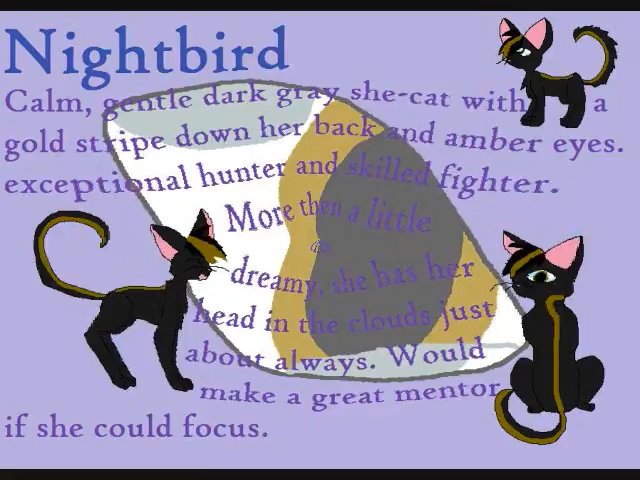 Nightbird
Calm, gentle dark gray she-cat with a
gold stripe down her back and amber eyes.
exceptional hunter and skilled fighter.
More then a little
dreamy, she has her
head in the clouds just
about always. Would
make a great mentor
if she could focus.